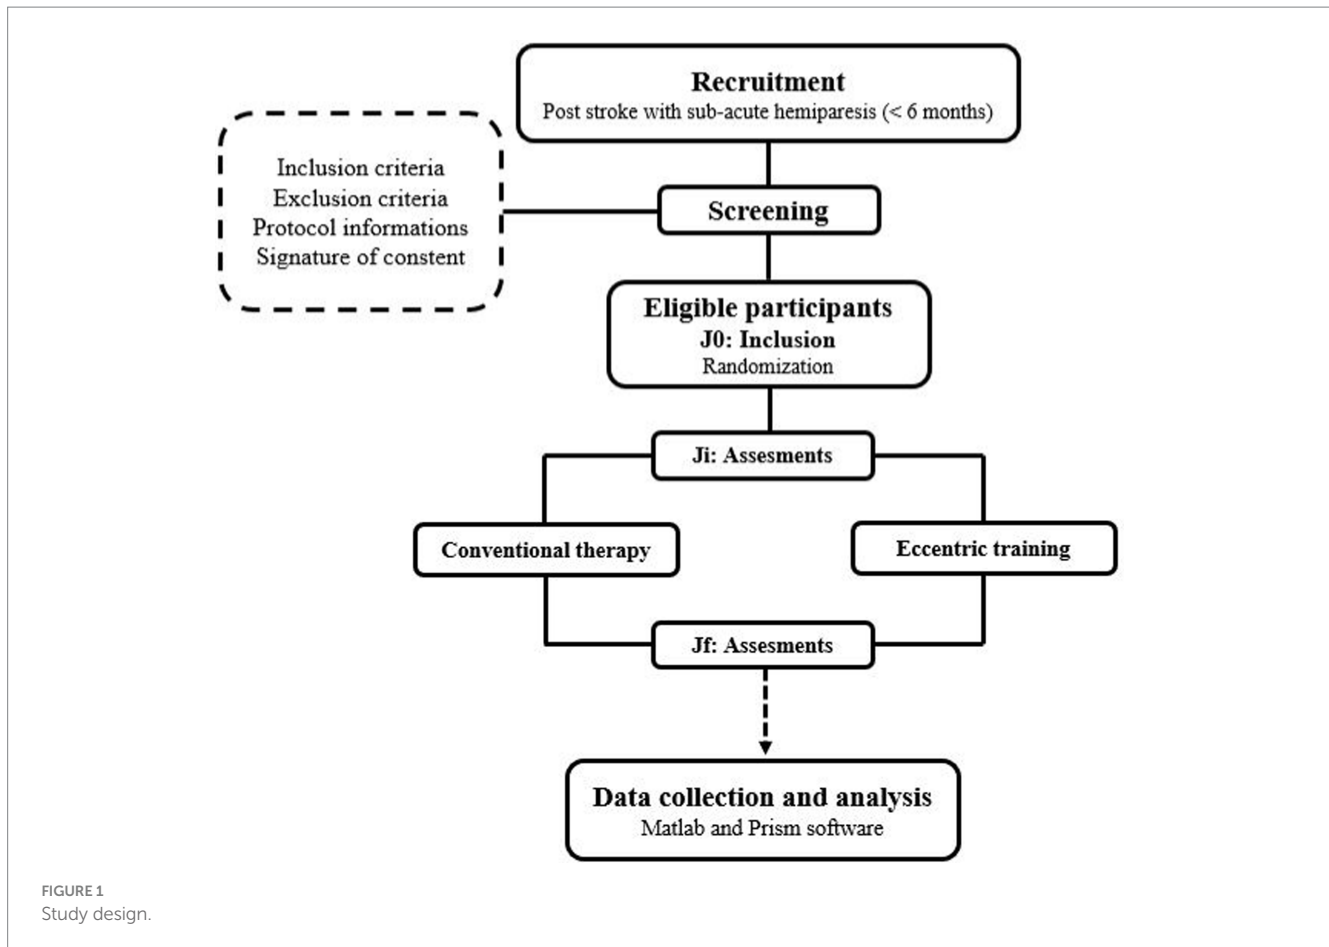 Recruitment
Post stroke with sub-acute hemiparesis (< 6 months)
Inclusion criteria
Exclusion criteria
Protocol informations
Signature of constent
Screening
Eligible participants
J0: Inclusion
Randomization
Ji: Assesments
Conventional therapy
Eccentric training
Jf: Assesments
Data collection and analysis
Matlab and Prism software
FIGURE 1
Study design.